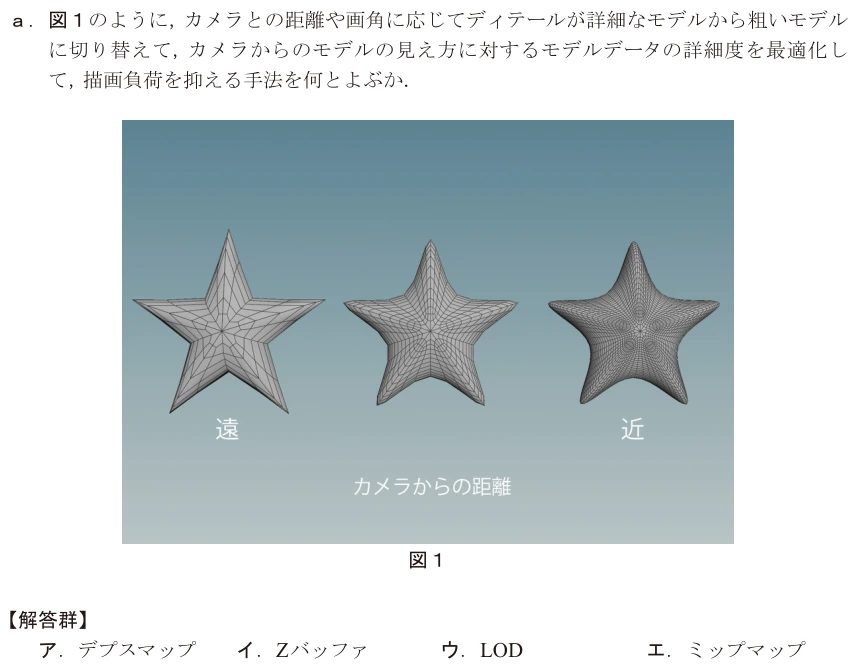 a．図1のように，カメラとの距離や画角に応じてディテールが詳細なモデルから粗いモデル
に切り替えて，カメラからのモデルの見え方に対するモデルデータの詳細度を最適化し
て，描画負荷を抑える手法を何とよぶか．
遠 近
カメラからの距離
図1
【解答群】
ア．デプスマップ イ．Zバッファ ウ．LOD エ．ミップマップ